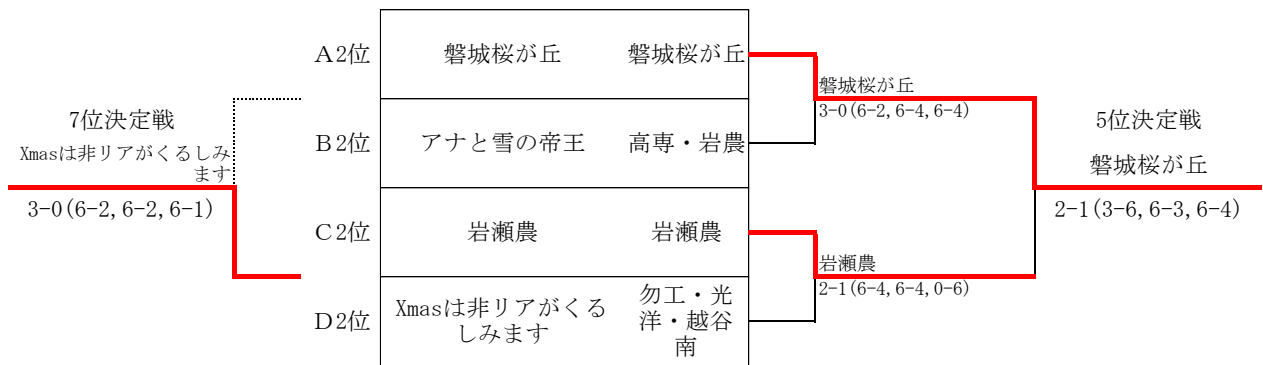 A2位 磐城桜が丘 磐城桜が丘
磐城桜が丘
3-0(6-2,6-4,6-4)
7位決定戦
Xmasは非リアがくるしみ
ます
3-0(6-2,6-2,6-1)
B2位 アナと雪の帝王 高専・岩農
5位決定戦
磐城桜が丘
2-1(3-6,6-3,6-4)
C2位 岩瀬農 岩瀬農
岩瀬農
2-1(6-4,6-4,0-6)
D2位 Xmasは非リアがくる
しみます
勿工・光
洋・越谷
南